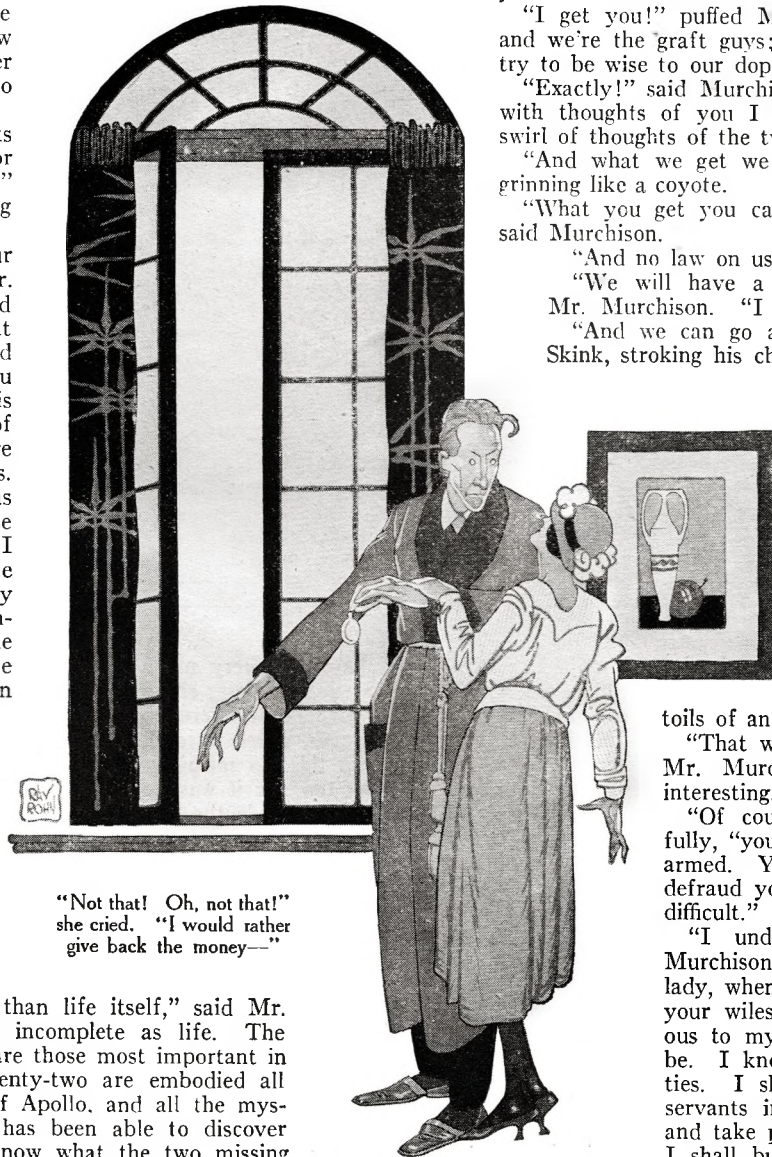 "I get you!" puffed M
and we're the graft guys;
try to be wise to our dop
"Exactly!" said Murchi
with thoughts of you I
swirl of thoughts of the tw
"And what we get we
grinning like a coyote.
"What you get you ca
said Murchison.
"And no law on us
"We will have a
Mr. Murchison. "I
"And we can go a
Skink, stroking his ch
RAY
ROHN
"Not that! Oh, not that!"
she cried. "I would rather
give back the money—"
than life itself," said Mr.
incomplete as life. The
are those most important in
enty-two are embodied all
f Apollo, and all the mys-
has been able to discover
now what the two missing
toils of an
"That w
Mr. Murc
interesting,
"Of cou
fully, "you
armed. Y
defraud yo
difficult."
"I und
Murchison
lady, wher
your wiles
ous to my
be. I kno
ties. I sh
servants i
and take p
I shall bu